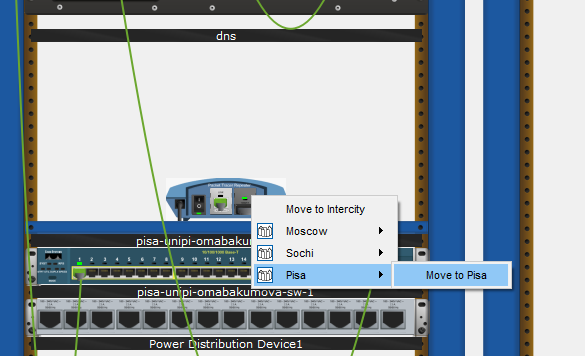 dns
Move to Intercity
Moscow
Sochi
Pisa
Move to Pisa
pisa-unipi-omabaku
1 2 3 4 5 6 7 8 9 10 11 12 13 14
pisa-unipi-omabakumova-sw-1
Power Distribution Device1